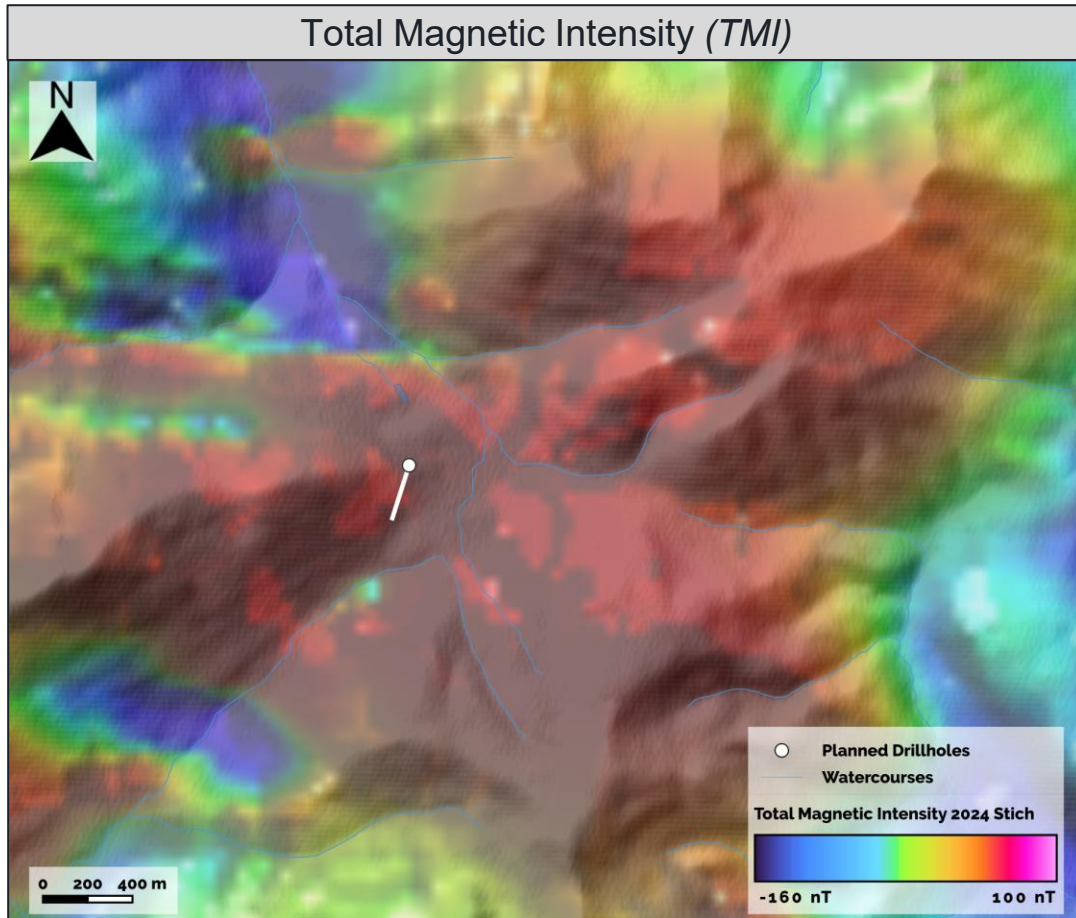 Total Magnetic Intensity (TMI)
N
Planned Drillholes
Watercourses
Total Magnetic Intensity 2024 Stich
-160 nT 100 nT
0 200 400 m